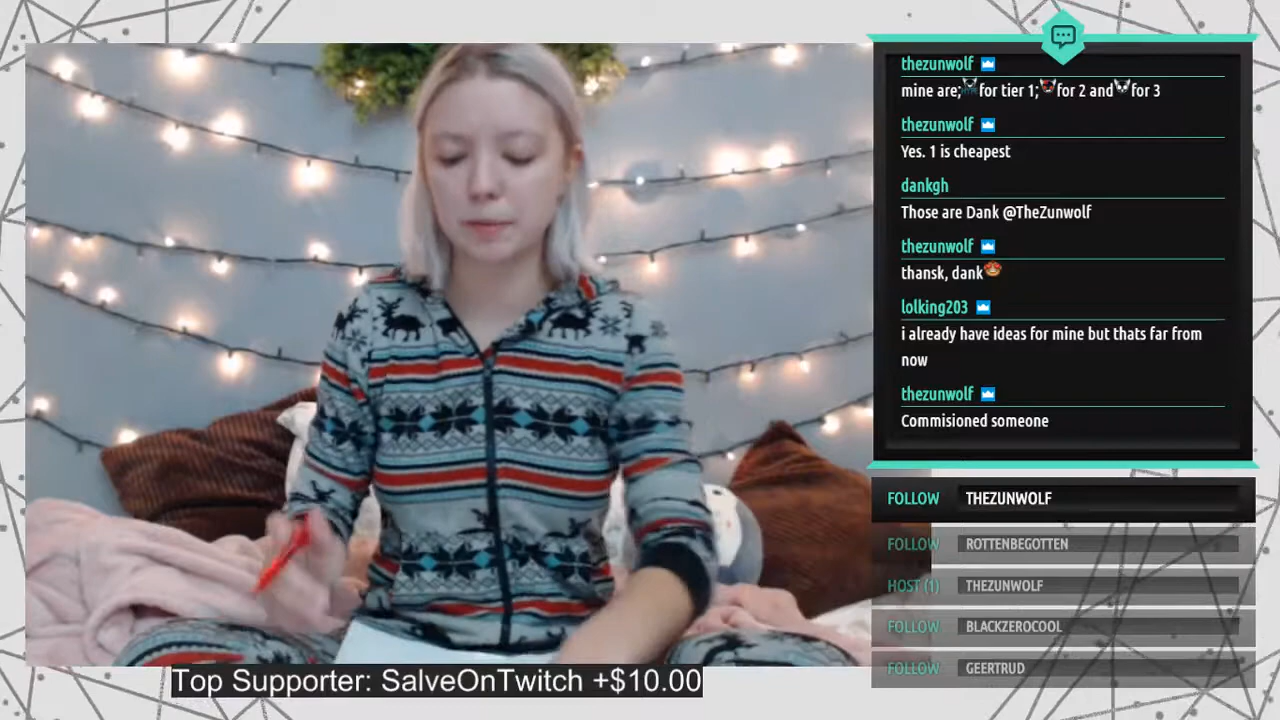 thezunwolf
mine are; for tier 1; for 2 and for 3
thezunwolf
Yes. 1 is cheapest
dankgh
Those are Dank @TheZunwolf
thezunwolf
thansk, dank
lolking203
i already have ideas for mine but thats far from
now
thezunwolf
Commisioned someone
FOLLOW THEZUNWOLF
FOLLOW ROTTENBEGOTTEN
HOST (1) THEZUNWOLF
FOLLOW BLACKZEROCOOL
FOLLOW GEERTRUD
Top Supporter: SalveOnTwitch +$10.00